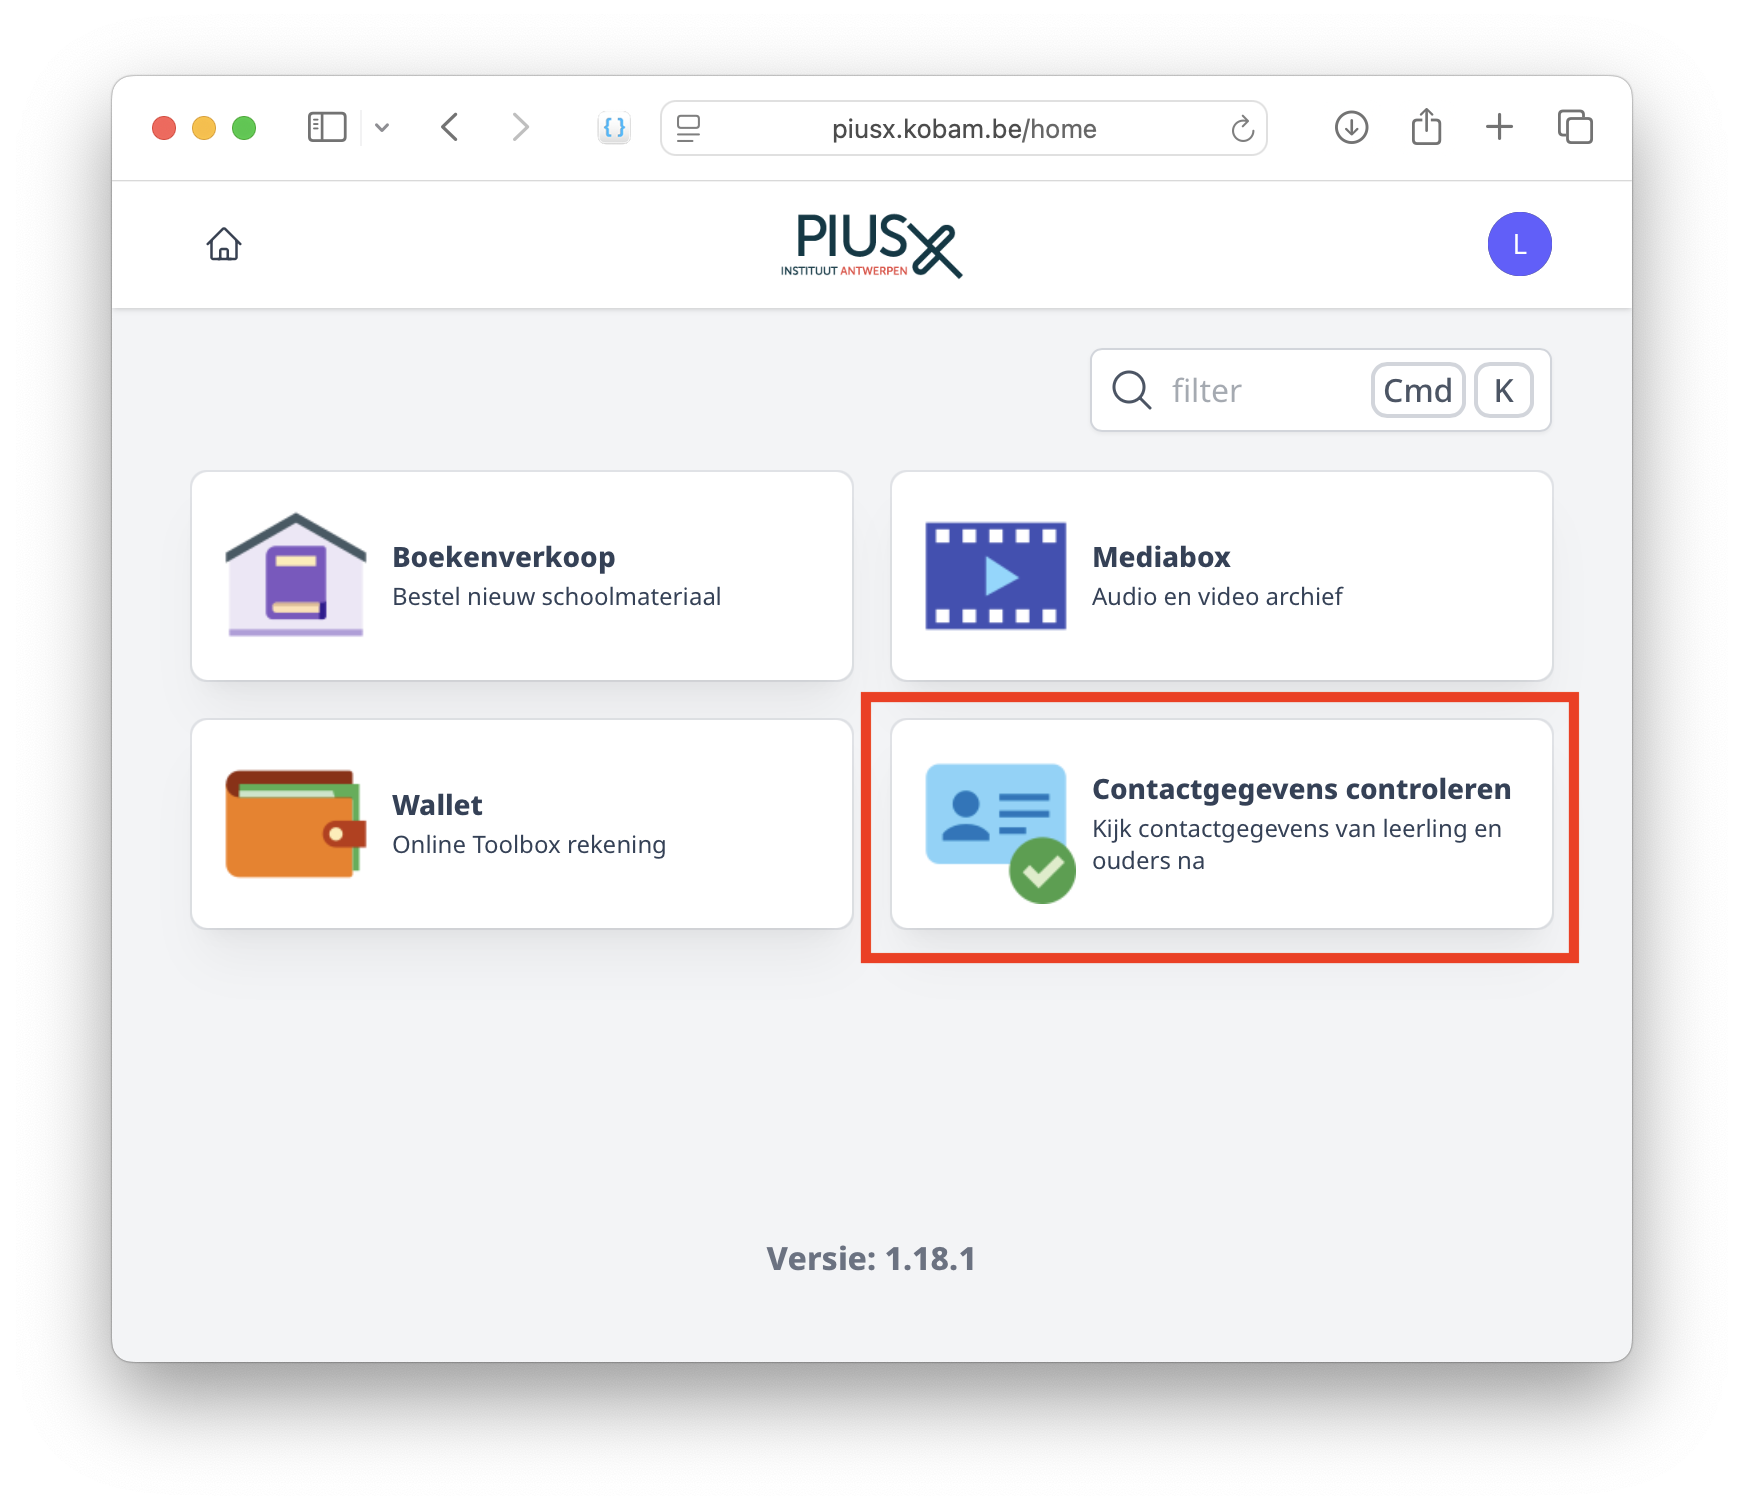 { }
piusx.kobam.be/home
PIUSX
INSTITUUT ANTWERPEN
L
filter
Cmd
K
Boekenverkoop
Bestel nieuw schoolmateriaal
Mediabox
Audio en video archief
Wallet
Online Toolbox rekening
Contactgegevens controleren
Kijk contactgegevens van leerling en
ouders na
Versie: 1.18.1